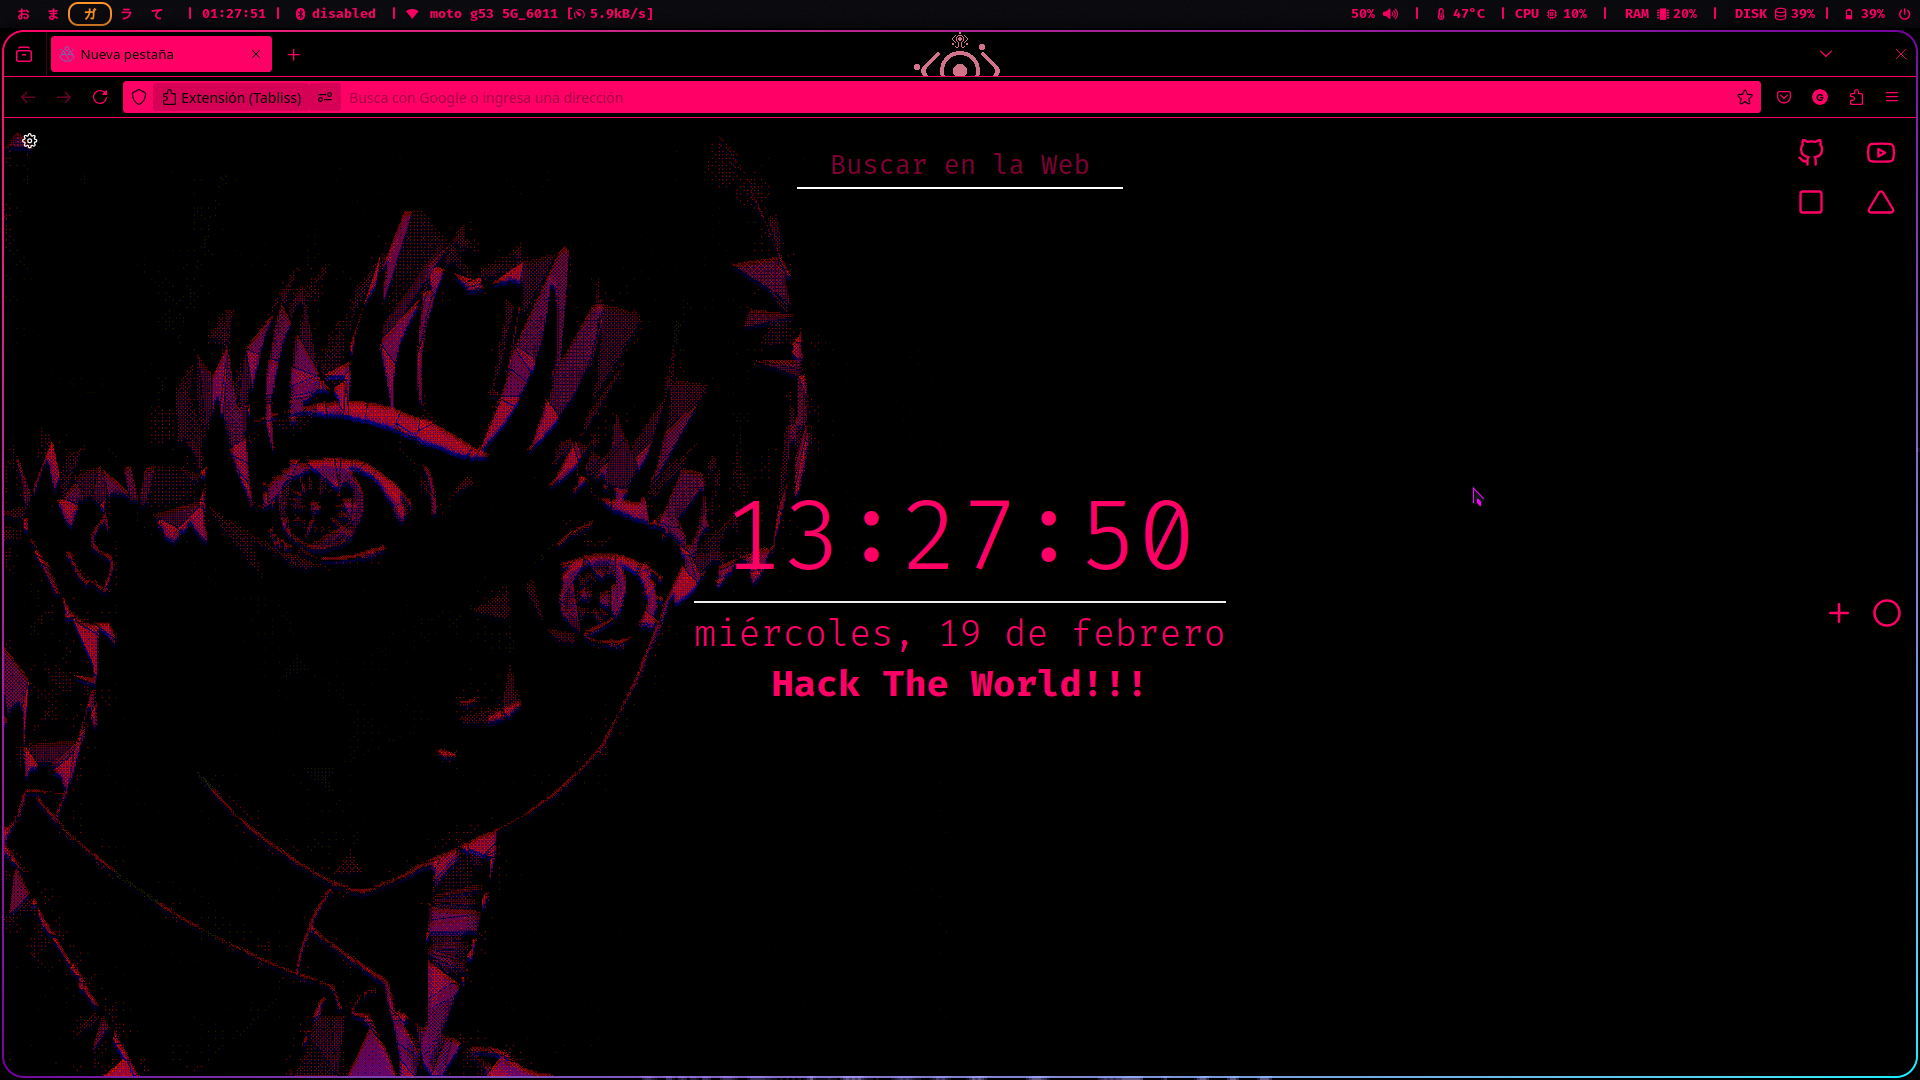 お ま ガ ラ て | 01:27:51 | disabled | moto g53 5G_6011 [ 5.9kB/s]
50% | 47°C | CPU 10% | RAM 20% | DISK 39% | 39%
Nueva pestaña
Extensión (Tabliss) Busca con Google o ingresa una dirección
G
Buscar en la Web
13:27:50
miércoles, 19 de febrero
Hack The World!!!